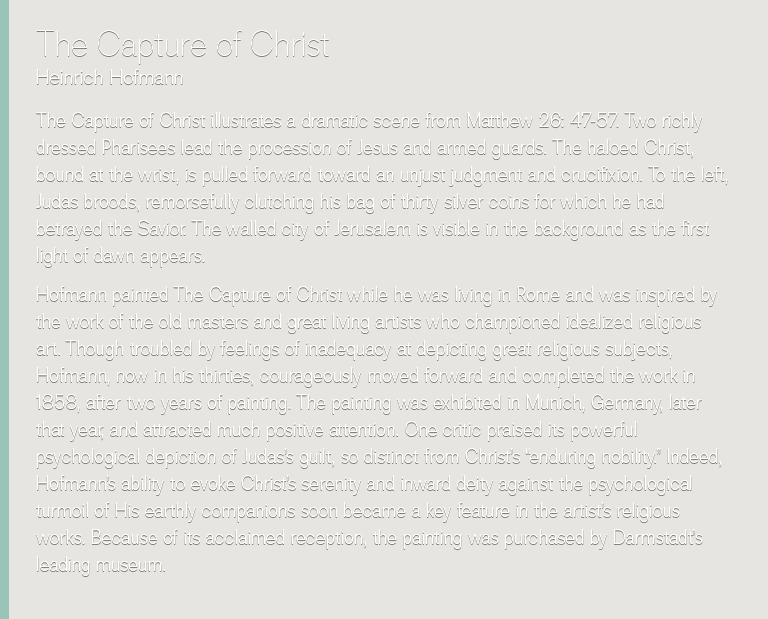 The Capture of Christ
Heinrich Hofmann
The Capture of Christ illustrates a dramatic scene from Matthew 26: 47-57. Two richly
dressed Pharisees lead the procession of Jesus and armed guards. The haloed Christ,
bound at the wrist, is pulled forward toward an unjust judgment and crucifixion. To the left,
Judas broods, remorsefully clutching his bag of thirty silver coins for which he had
betrayed the Savior. The walled city of Jerusalem is visible in the background as the first
light of dawn appears.
Hofmann painted The Capture of Christ while he was living in Rome and was inspired by
the work of the old masters and great living artists who championed idealized religious
art. Though troubled by feelings of inadequacy at depicting great religious subjects,
Hofmann, now in his thirties, courageously moved forward and completed the work in
1858, after two years of painting. The painting was exhibited in Munich, Germany, later
that year, and attracted much positive attention. One critic praised its powerful
psychological depiction of Judas's guilt, so distinct from Christ's "enduring nobility." Indeed,
Hofmann's ability to evoke Christ's serenity and inward deity against the psychological
turmoil of His earthly companions soon became a key feature in the artist's religious
works. Because of its acclaimed reception, the painting was purchased by Darmstadt's
leading museum.